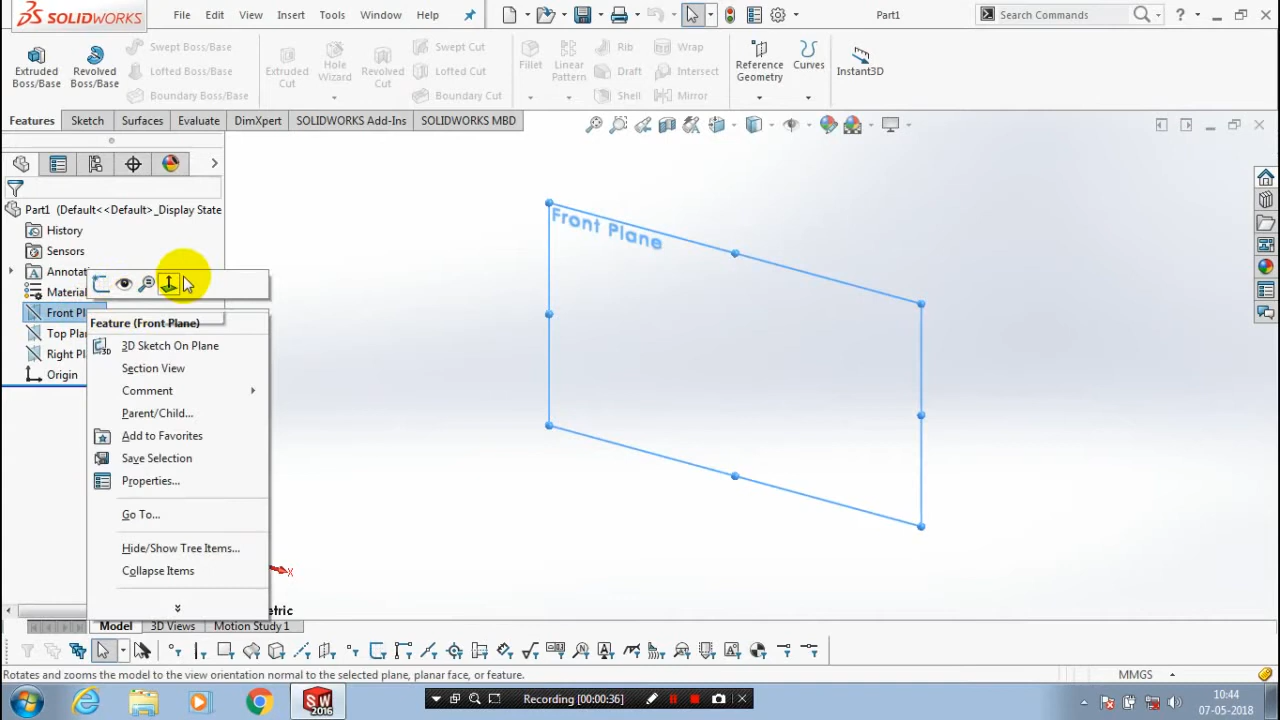 SOLIDWORKS File Edit View Insert Tools Window Help Part1 Search Commands
Extruded Boss/Base
Revolved Boss/Base
Swept Boss/Base
Lofted Boss/Base
Boundary Boss/Base
Extruded Cut
Hole Wizard
Revolved Cut
Swept Cut
Lofted Cut
Boundary Cut
Fillet
Linear Pattern
Rib
Draft
Shell
Wrap
Intersect
Mirror
Reference Geometry
Curves
Instant3D
Features Sketch Surfaces Evaluate DimXpert SOLIDWORKS Add-Ins SOLIDWORKS MBD
Part1 (Default<<Default>_Display State
History
Sensors
Annota
Material
Front Pl
Top Pla
Right Pl
Origin
Feature (Front Plane)
3D Sketch On Plane
Section View
Comment
Parent/Child...
Add to Favorites
Save Selection
Properties...
Go To...
Hide/Show Tree Items...
Collapse Items
Front Plane
x
etric
Model 3D Views Motion Study 1
Rotates and zooms the model to the view orientation normal to the selected plane, planar face, or feature.
MMGS
SW 2016
Recording [00:00:36]
10:44
07-05-2018